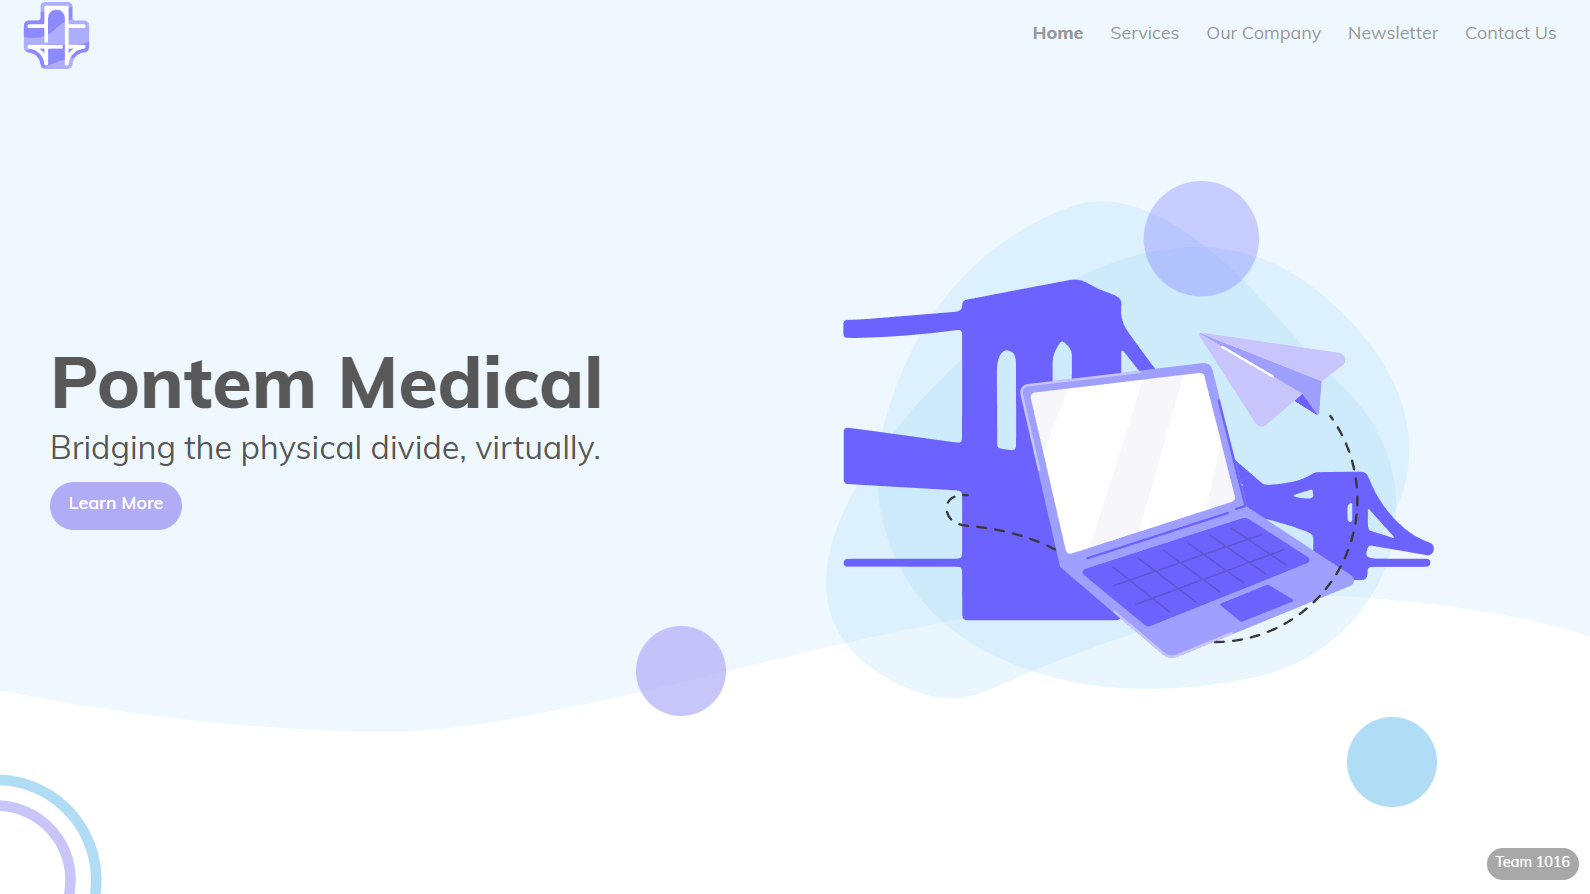 Home Services Our Company Newsletter Contact Us
Pontem Medical
Bridging the physical divide, virtually.
Learn More
Team 1016